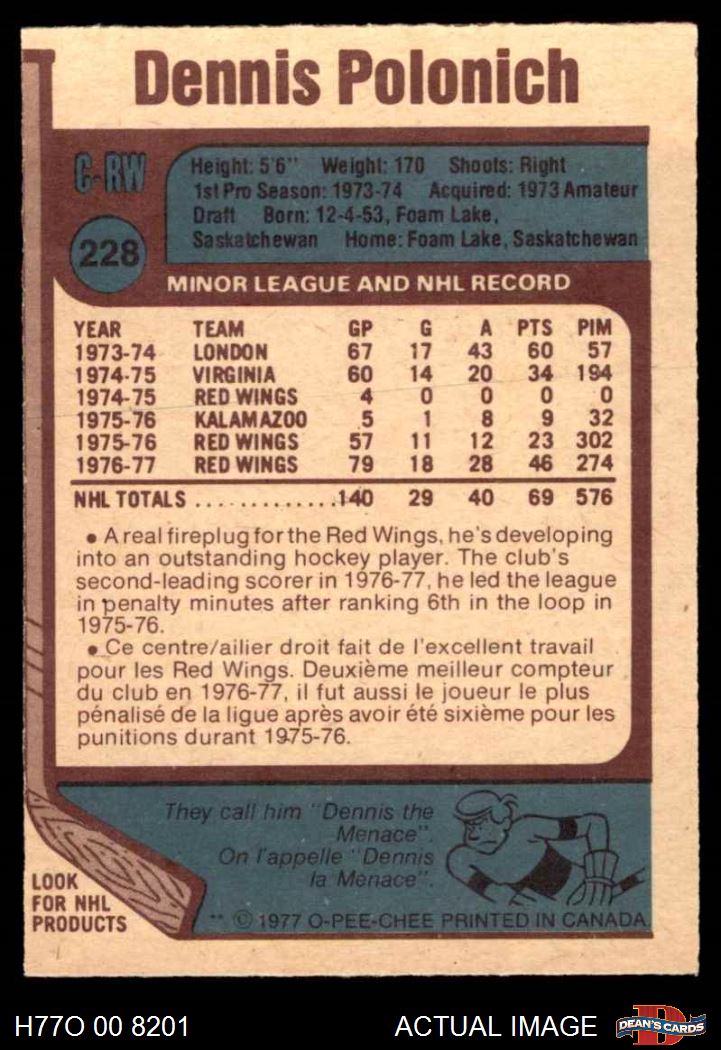 Dennis Polonich
C-RW
228
Height: 5'6" Weight: 170 Shoots: Right
1st Pro Season: 1973-74 Acquired: 1973 Amateur
Draft Born: 12-4-53, Foam Lake,
Saskatchewan Home: Foam Lake, Saskatchewan
MINOR LEAGUE AND NHL RECORD
YEAR TEAM GP G A PTS PIM
1973-74 LONDON 67 17 43 60 57
1974-75 VIRGINIA 60 14 20 34 194
1974-75 RED WINGS 4 0 0 0 0
1975-76 KALAMAZOO 5 1 8 9 32
1975-76 RED WINGS 57 11 12 23 302
1976-77 RED WINGS 79 18 28 46 274
NHL TOTALS .............140 29 40 69 576
• A real fireplug for the Red Wings, he's developing
into an outstanding hockey player. The club's
second-leading scorer in 1976-77, he led the league
in penalty minutes after ranking 6th in the loop in
1975-76.
• Ce centre/ailier droit fait de l'excellent travail
pour les Red Wings. Deuxième meilleur compteur
du club en 1976-77, il fut aussi le joueur le plus
pénalisé de la ligue après avoir été sixième pour les
punitions durant 1975-76.
They call him "Dennis the
Menace".
On l'appelle "Dennis
la Menace".
LOOK
FOR NHL
PRODUCTS
** © 1977 O-PEE-CHEE PRINTED IN CANADA
H77O 00 8201
ACTUAL IMAGE
D
DEAN'S CARDS